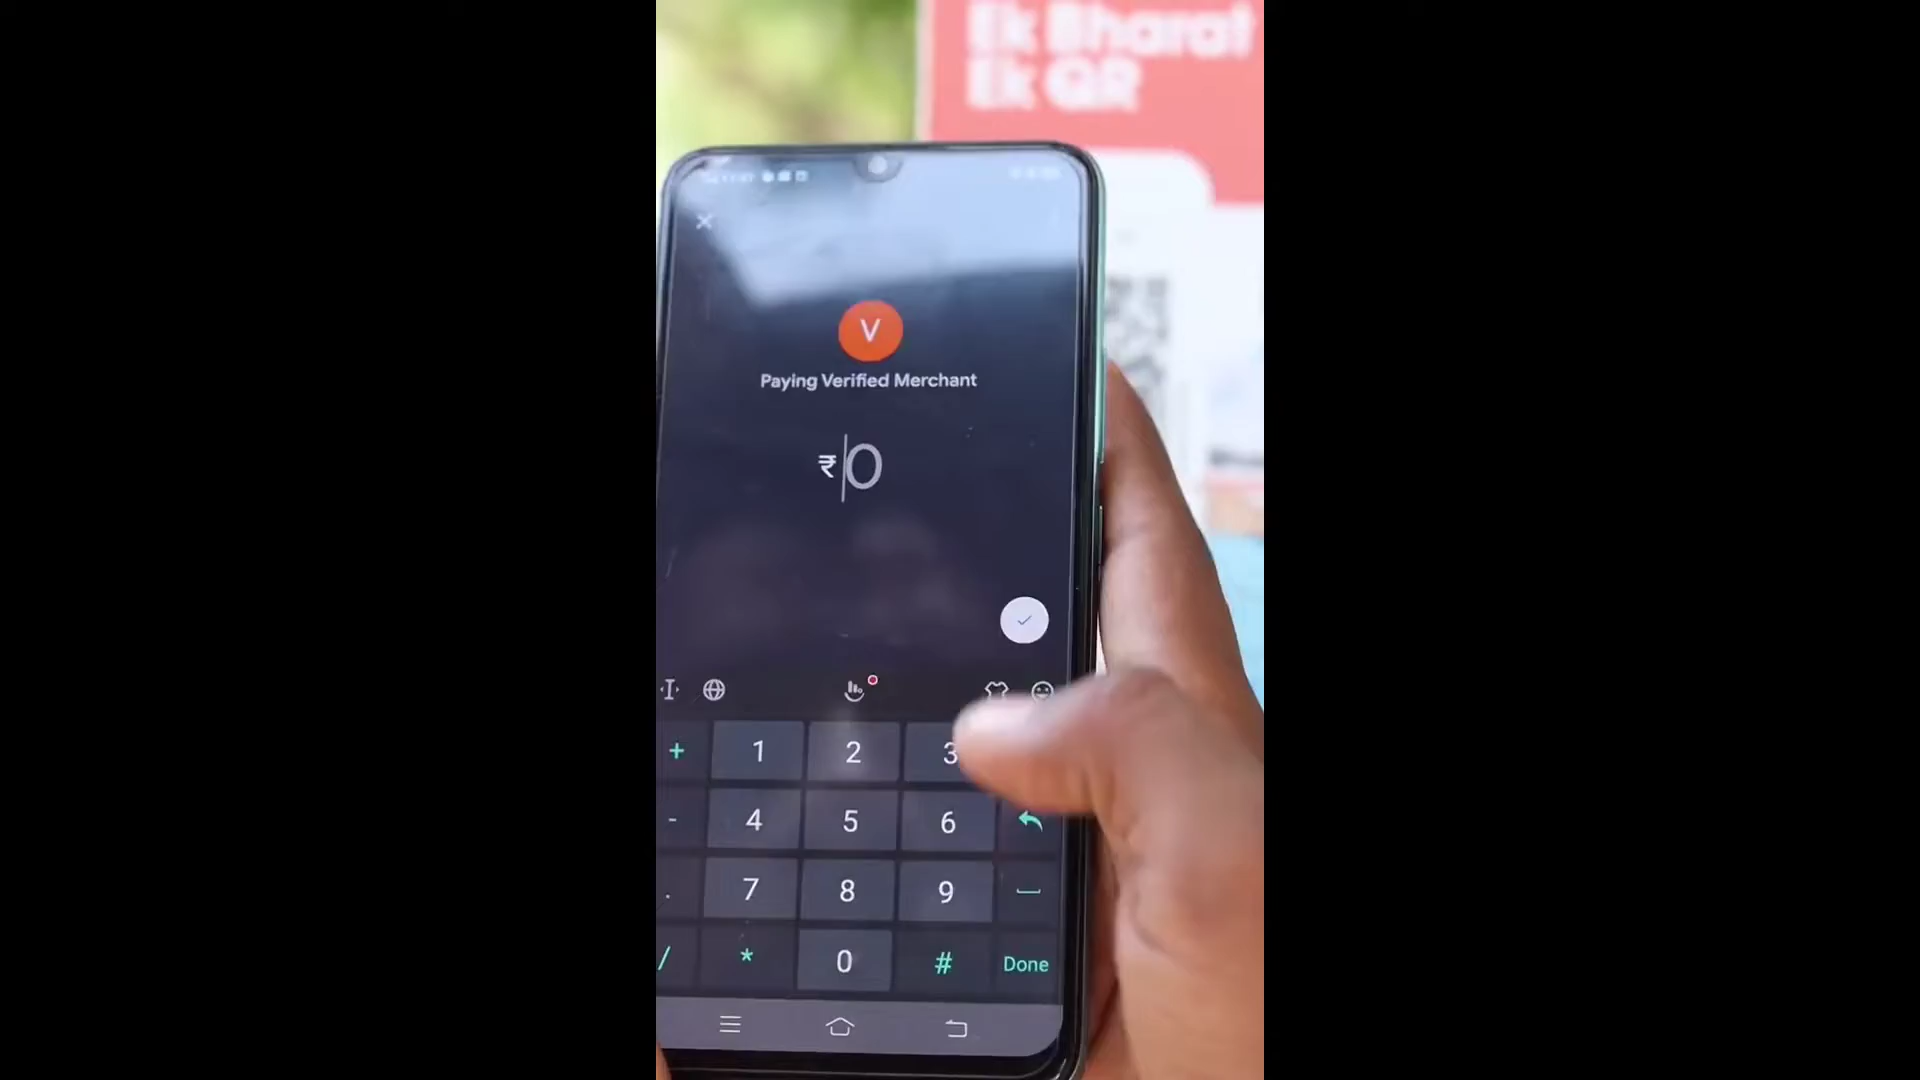 Ek Bharat
Ek QR
V
Paying Verified Merchant
₹0
+ 1 2 3
- 4 5 6
. 7 8 9
/ * 0 # Done